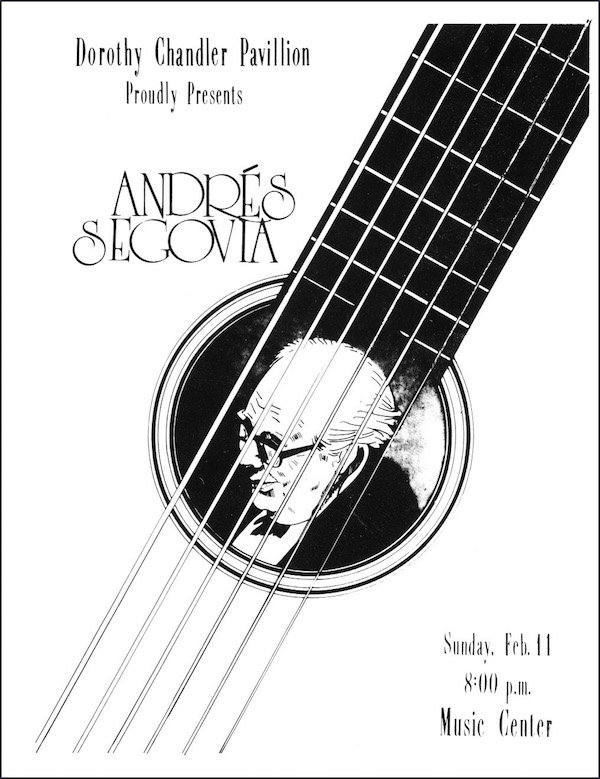 Dorothy Chandler Pavillion
Proudly Presents
ANDRÉS
SEGOVIA
Sunday, Feb. 11
8:00 p.m.
Music Center